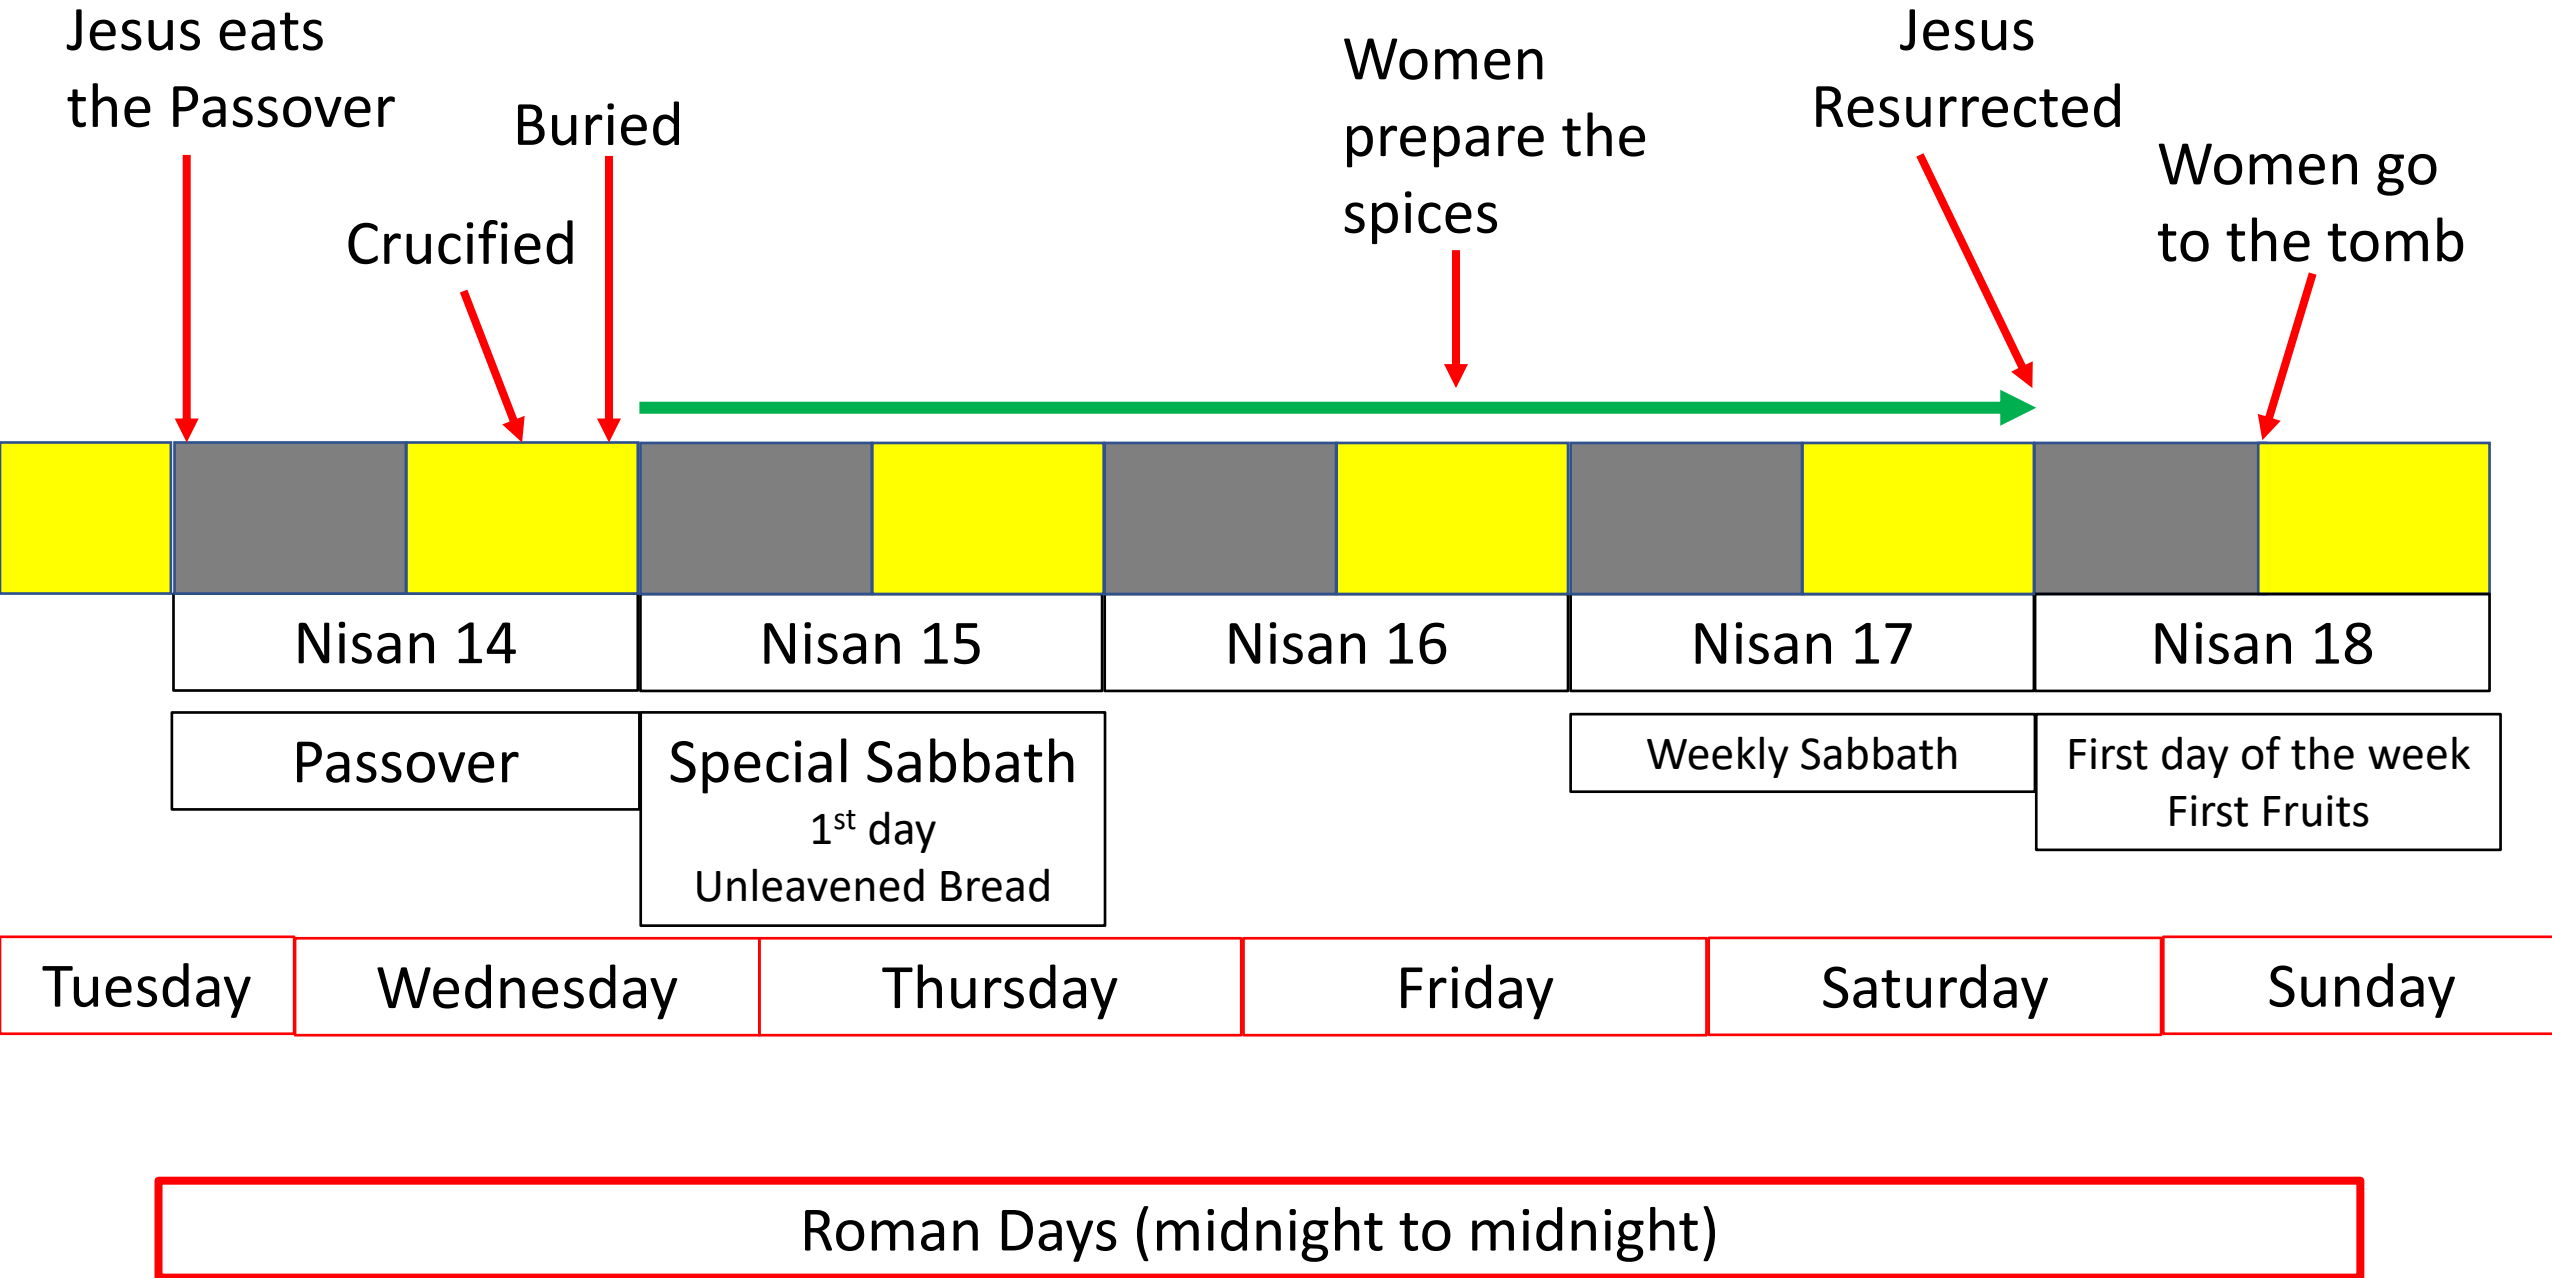 Jesus eats
the Passover
Crucified
Buried
Women
prepare the
spices
Jesus
Resurrected
Women go
to the tomb
Nisan 14
Nisan 15
Nisan 16
Nisan 17
Nisan 18
Passover
Special Sabbath
1st day
Unleavened Bread
Weekly Sabbath
First day of the week
First Fruits
Tuesday
Wednesday
Thursday
Friday
Saturday
Sunday
Roman Days (midnight to midnight)